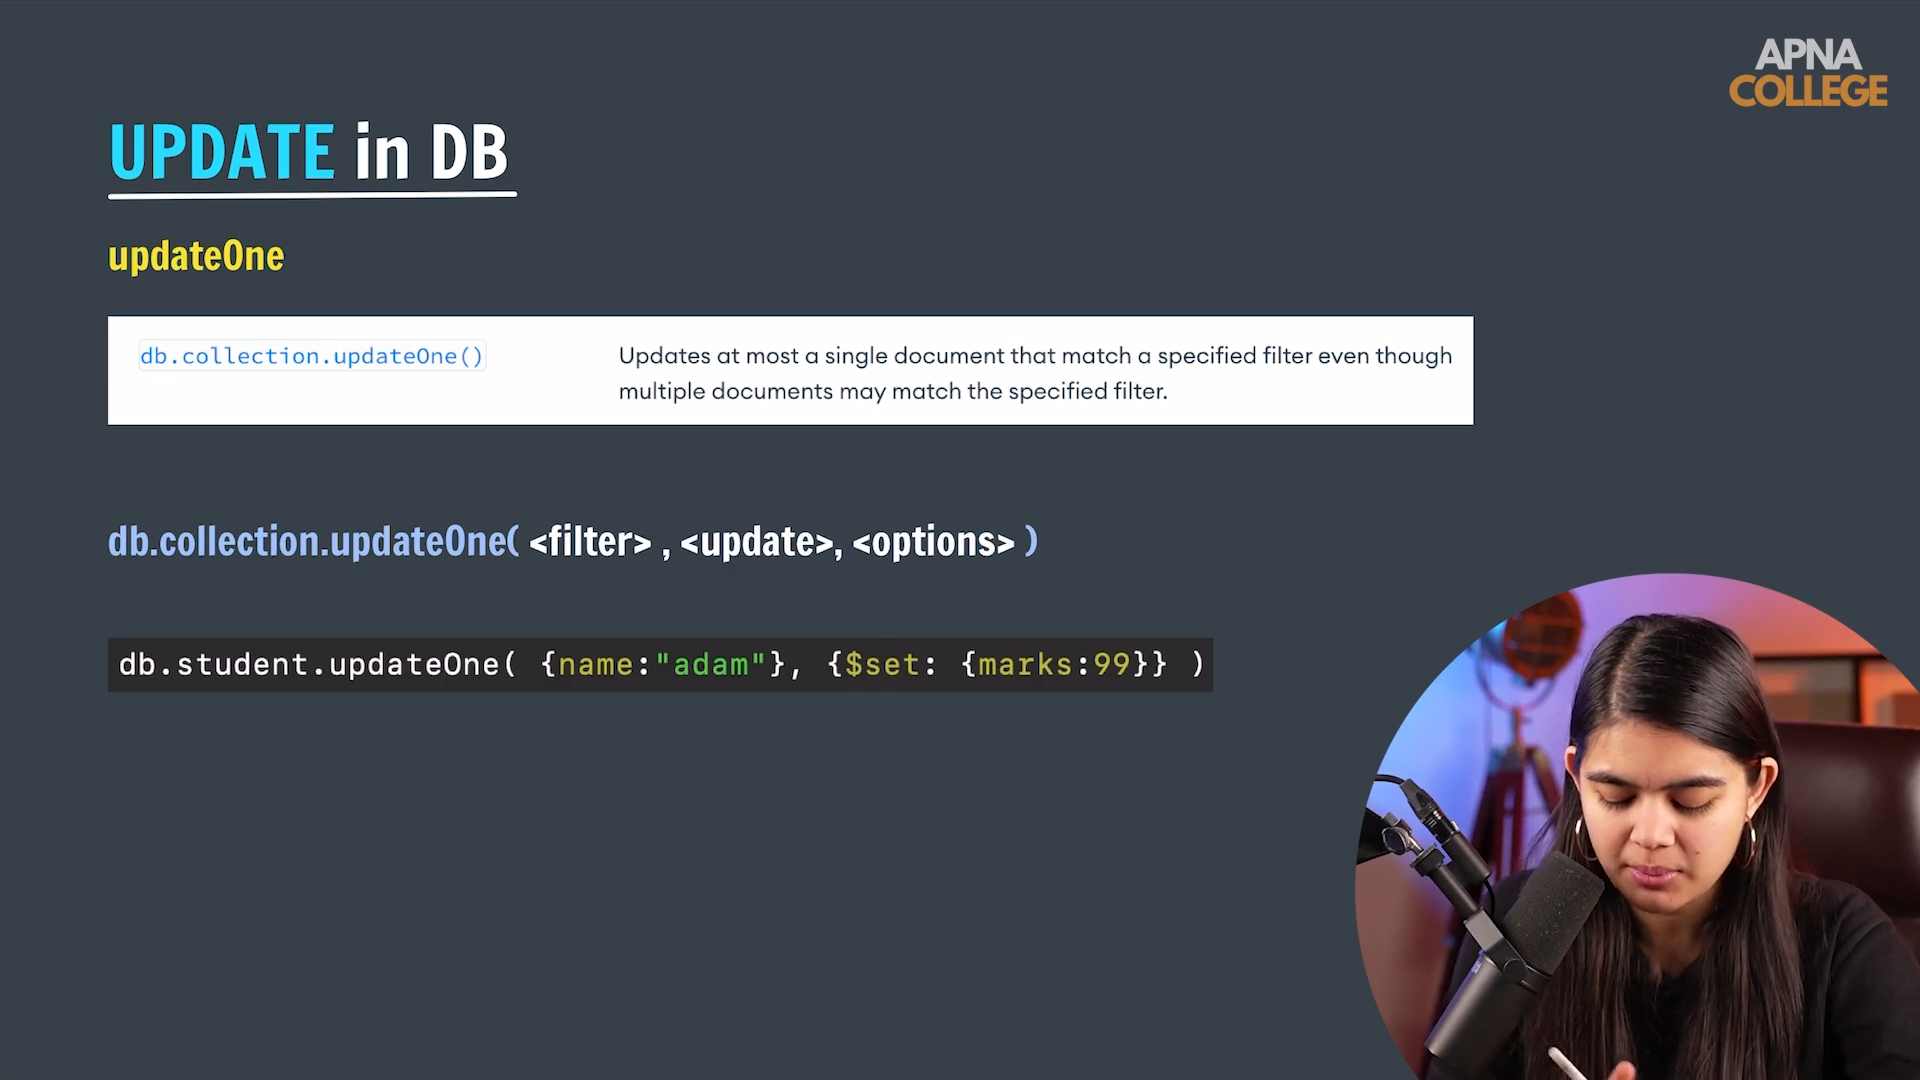 APNA
COLLEGE
UPDATE in DB
updateOne
db.collection.updateOne() Updates at most a single document that match a specified filter even though
multiple documents may match the specified filter.
db.collection.updateOne( <filter> , <update>, <options> )
db.student.updateOne( {name:"adam"}, {$set: {marks:99}} )